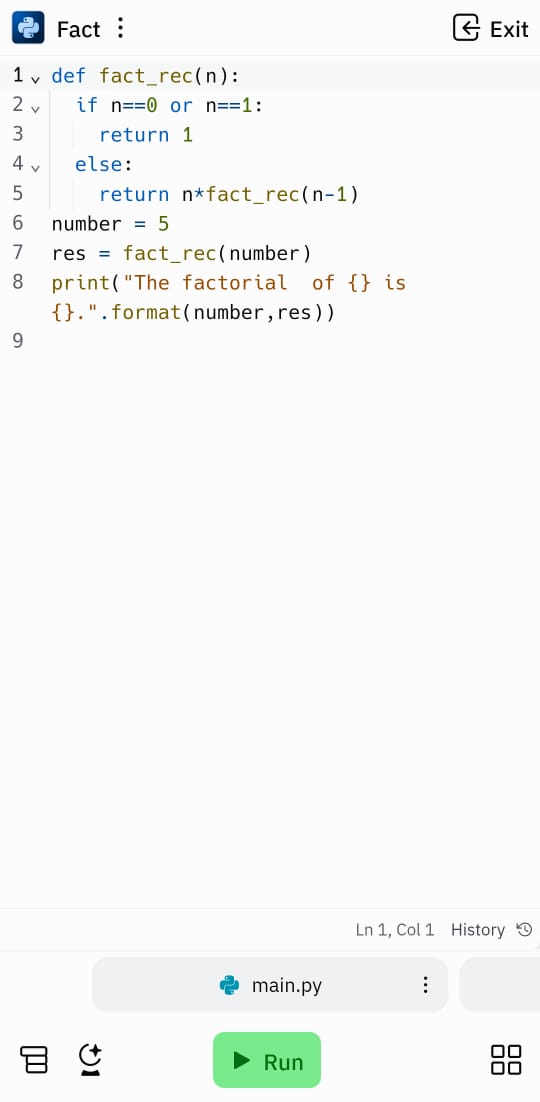 Fact
Exit
1 def fact_rec(n):
2   if n==0 or n==1:
3     return 1
4   else:
5     return n*fact_rec(n-1)
6 number = 5
7 res = fact_rec(number)
8 print("The factorial  of {} is
{}.".format(number,res))
9
Ln 1, Col 1 History
main.py
Run